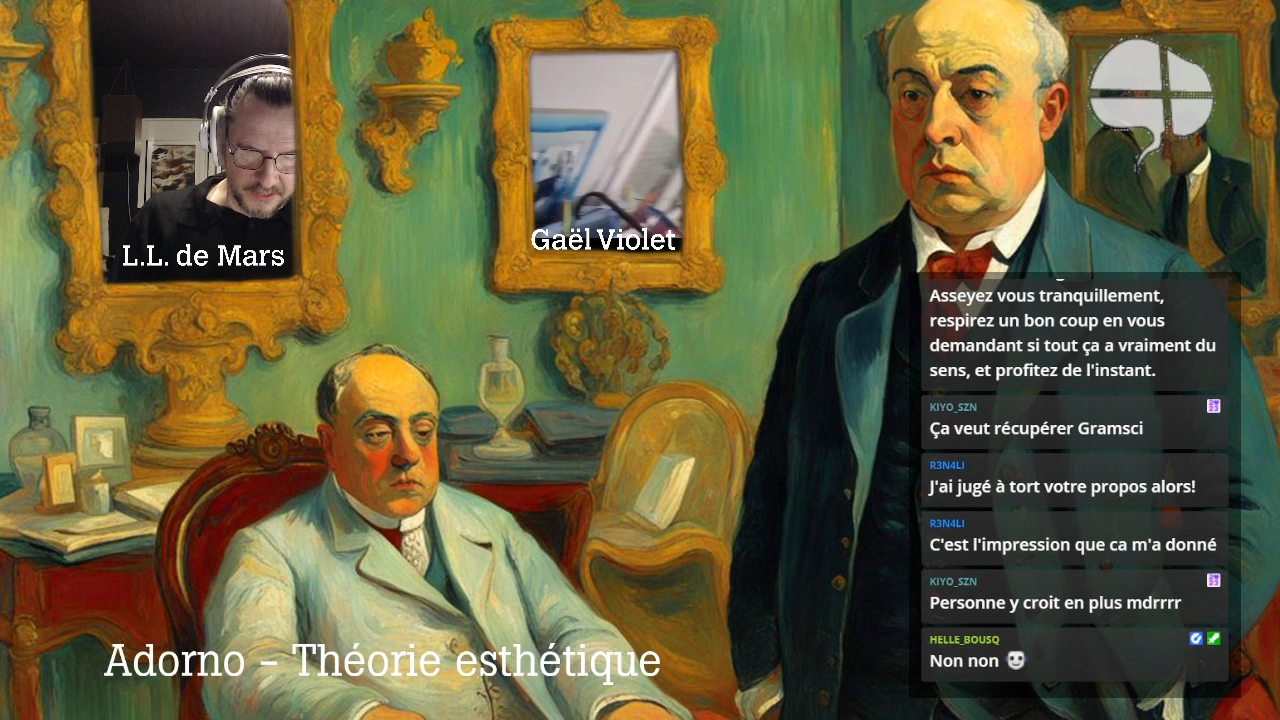 L.L. de Mars
Gaël Violet
Asseyez vous tranquillement,
respirez un bon coup en vous
demandant si tout ça a vraiment du
sens, et profitez de l'instant.
KIYO_SZN
Ça veut récupérer Gramsci
R3N4LI
J'ai jugé à tort votre propos alors!
R3N4LI
C'est l'impression que ca m'a donné
KIYO_SZN
Personne y croit en plus mdrrrr
HELLE_BOUSQ
Non non
Adorno – Théorie esthétique